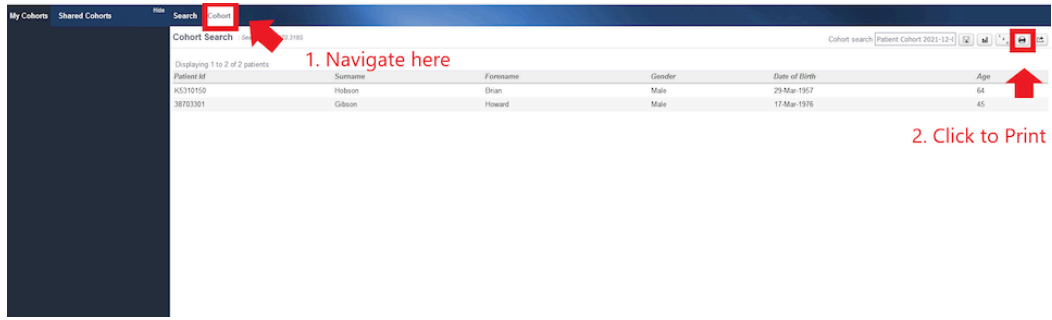 My Cohorts Shared Cohorts Hide Search Cohort
Cohort Search
Cohort search Patient Cohort 2021-12-
1. Navigate here
Displaying 1 to 2 of 2 patients
Patient Id Surname Forename Gender Date of Birth Age
K5310150 Hobson Brian Male 29-Mar-1957 64
38703301 Gibson Howard Male 17-Mar-1976 45
2. Click to Print